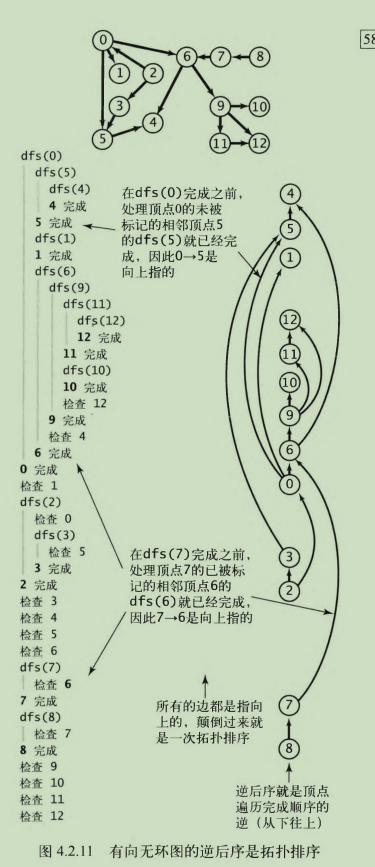 0
6
7
8
1
2
3
9
10
5
4
11
12
58
dfs(0)
dfs(5)
dfs(4)
4 完成
5 完成
dfs(1)
1 完成
dfs(6)
dfs(9)
dfs(11)
dfs(12)
12 完成
11 完成
dfs(10)
10 完成
检查 12
9 完成
检查 4
6 完成
0 完成
检查 1
dfs(2)
检查 0
dfs(3)
检查 5
3 完成
2 完成
检查 3
检查 4
检查 5
检查 6
dfs(7)
检查 6
7 完成
dfs(8)
检查 7
8 完成
检查 9
检查 10
检查 11
检查 12
在dfs(0)完成之前，
处理顶点0的未被
标记的相邻顶点5
的dfs(5)就已经完
成，因此0→5是
向上指的
在dfs(7)完成之前，
处理顶点7的已被标
记的相邻顶点6的
dfs(6)就已经完成，
因此7→6是向上指的
所有的边都是指向
上的，颠倒过来就
是一次拓扑排序
4
5
1
12
11
10
9
6
0
3
2
7
8
逆后序就是顶点
遍历完成顺序的
逆（从下往上）
图 4.2.11 有向无环图的逆后序是拓扑排序